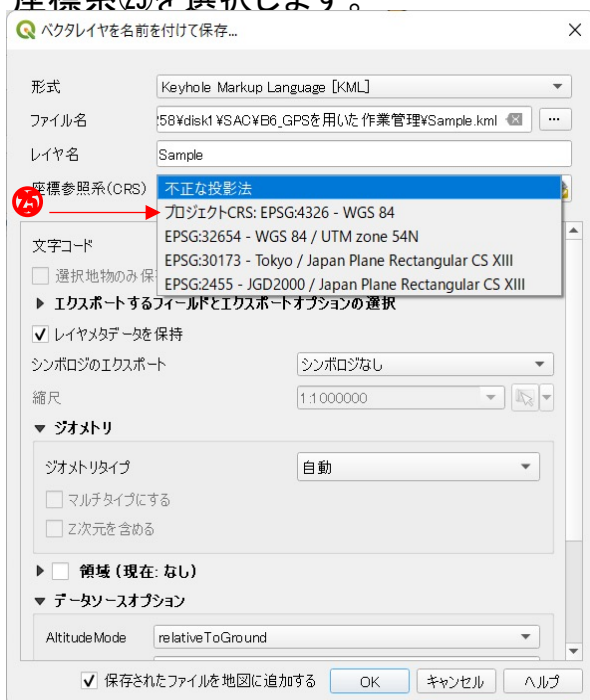 座標系㉕を選択します。
ベクタレイヤを名前を付けて保存...
形式 Keyhole Markup Language [KML]
ファイル名 58¥disk1¥SAC¥B6_GPSを用いた作業管理¥Sample.kml ...
レイヤ名 Sample
座標参照系(CRS) 不正な投影法
㉕ プロジェクトCRS: EPSG:4326 - WGS 84
EPSG:32654 - WGS 84 / UTM zone 54N
EPSG:30173 - Tokyo / Japan Plane Rectangular CS XIII
EPSG:2455 - JGD2000 / Japan Plane Rectangular CS XIII
文字コード
選択地物のみ保
エクスポートするフィールドとエクスポートオプションの選択
レイヤメタデータを保持
シンボロジのエクスポート シンボロジなし
縮尺 1:1000000
ジオメトリ
ジオメトリタイプ 自動
マルチタイプにする
Z次元を含める
領域 (現在: なし)
データソースオプション
AltitudeMode relativeToGround
保存されたファイルを地図に追加する OK キャンセル ヘルプ